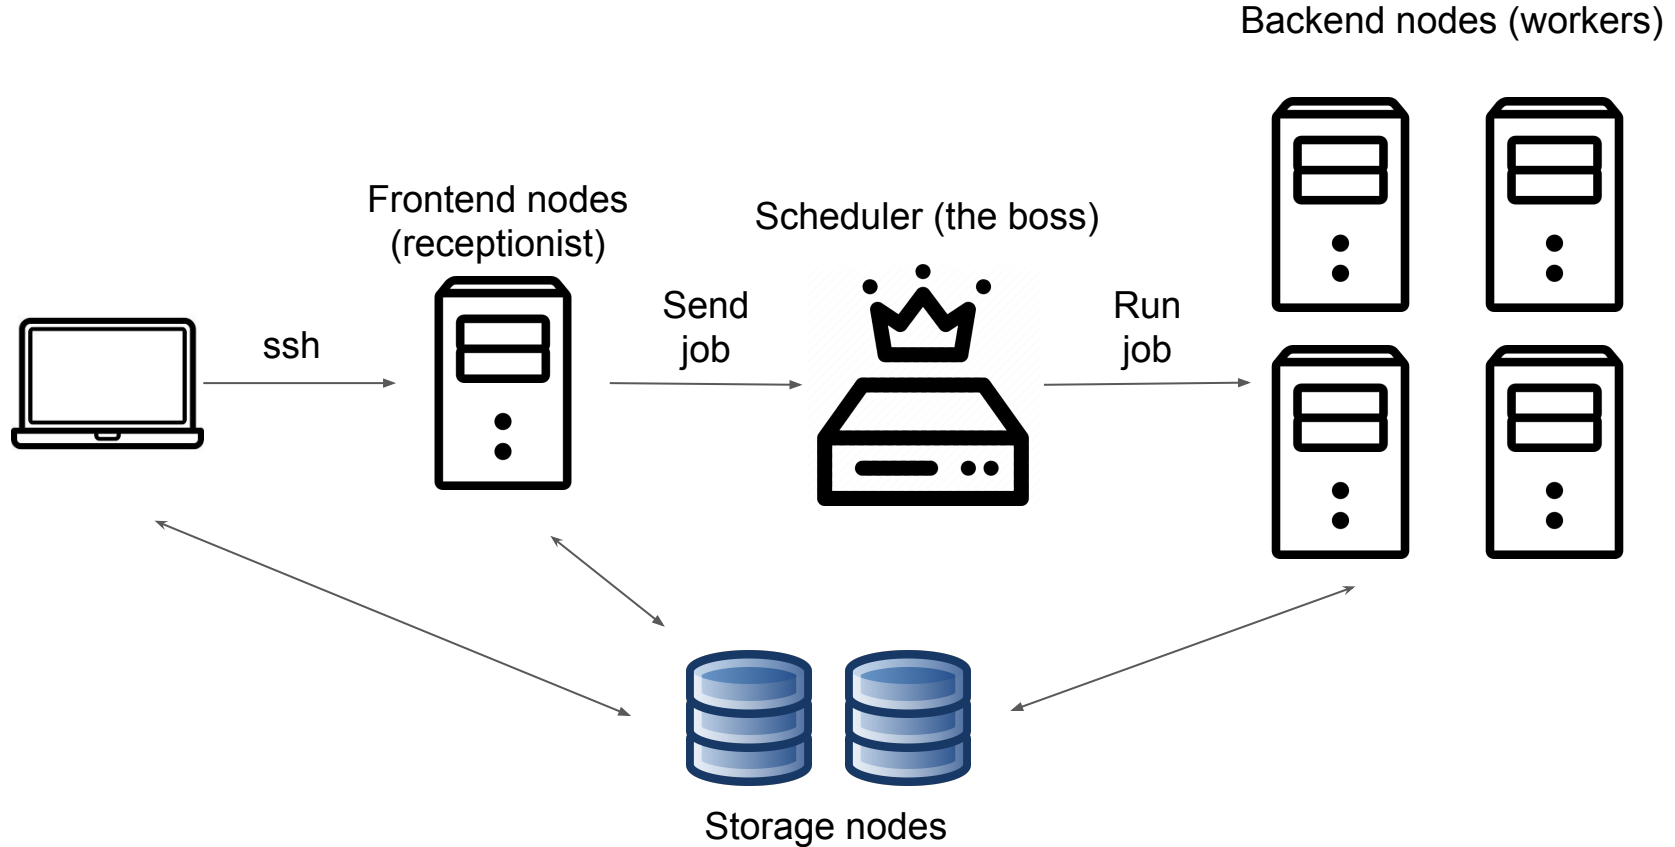 Backend nodes (workers)
Frontend nodes
(receptionist)
Scheduler (the boss)
ssh
Send
job
Run
job
Storage nodes